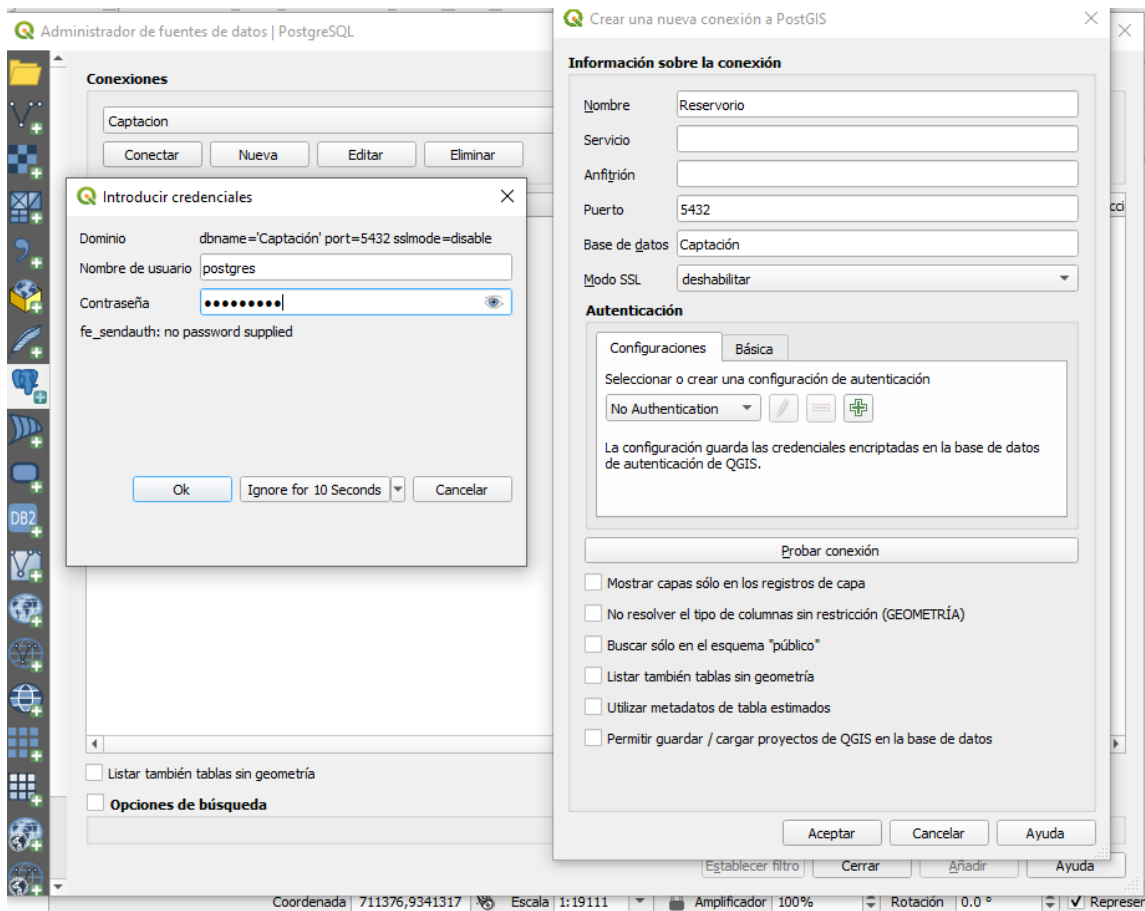 Administrador de fuentes de datos | PostgreSQL
Conexiones
Captacion
Conectar Nueva Editar Eliminar
Introducir credenciales
Dominio dbname='Captación' port=5432 sslmode=disable
Nombre de usuario postgres
Contraseña
fe_sendauth: no password supplied
Ok Ignore for 10 Seconds Cancelar
DB2
Listar también tablas sin geometría
Opciones de búsqueda
Crear una nueva conexión a PostGIS
Información sobre la conexión
Nombre Reservorio
Servicio
Anfitrión
Puerto 5432
Base de datos Captación
Modo SSL deshabilitar
Autenticación
Configuraciones Básica
Seleccionar o crear una configuración de autenticación
No Authentication
La configuración guarda las credenciales encriptadas en la base de datos
de autenticación de QGIS.
Probar conexión
Mostrar capas sólo en los registros de capa
No resolver el tipo de columnas sin restricción (GEOMETRÍA)
Buscar sólo en el esquema "público"
Listar también tablas sin geometría
Utilizar metadatos de tabla estimados
Permitir guardar / cargar proyectos de QGIS en la base de datos
Aceptar Cancelar Ayuda
cci
Establecer filtro Cerrar Añadir Ayuda
Coordenada 711376,9341317 Escala 1:19111 Amplificador 100% Rotación 0.0 ° Represer